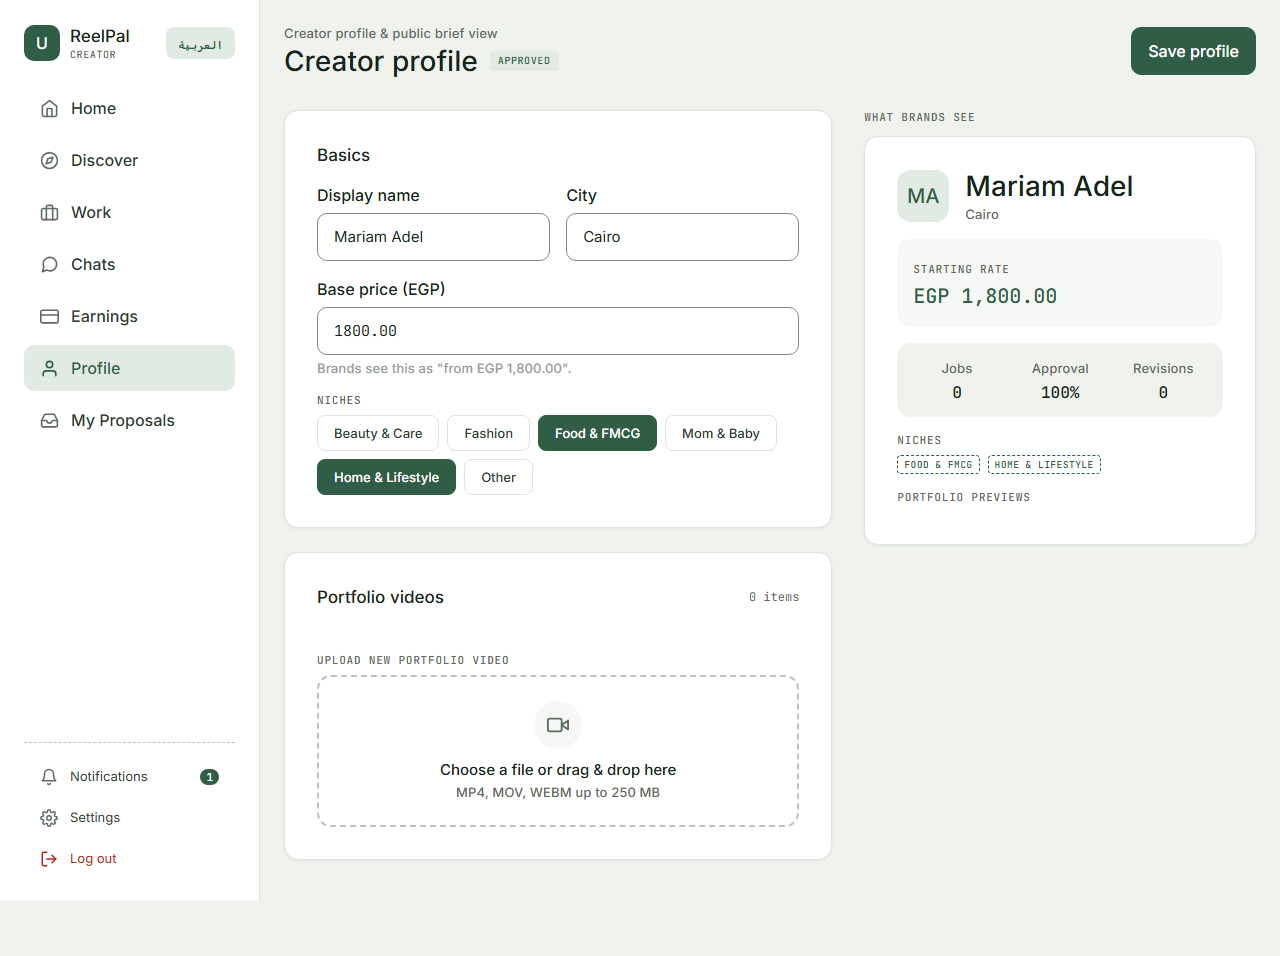 U
ReelPal
CREATOR
العربية
Home
Discover
Work
Chats
Earnings
Profile
My Proposals
Notifications
1
Settings
Log out
Creator profile & public brief view
Creator profile
APPROVED
Save profile
Basics
Display name
City
Mariam Adel
Cairo
Base price (EGP)
1800.00
Brands see this as "from EGP 1,800.00".
NICHES
Beauty & Care
Fashion
Food & FMCG
Mom & Baby
Home & Lifestyle
Other
Portfolio videos
0 items
UPLOAD NEW PORTFOLIO VIDEO
Choose a file or drag & drop here
MP4, MOV, WEBM up to 250 MB
WHAT BRANDS SEE
MA
Mariam Adel
Cairo
STARTING RATE
EGP 1,800.00
Jobs
Approval
Revisions
0
100%
0
NICHES
FOOD & FMCG
HOME & LIFESTYLE
PORTFOLIO PREVIEWS